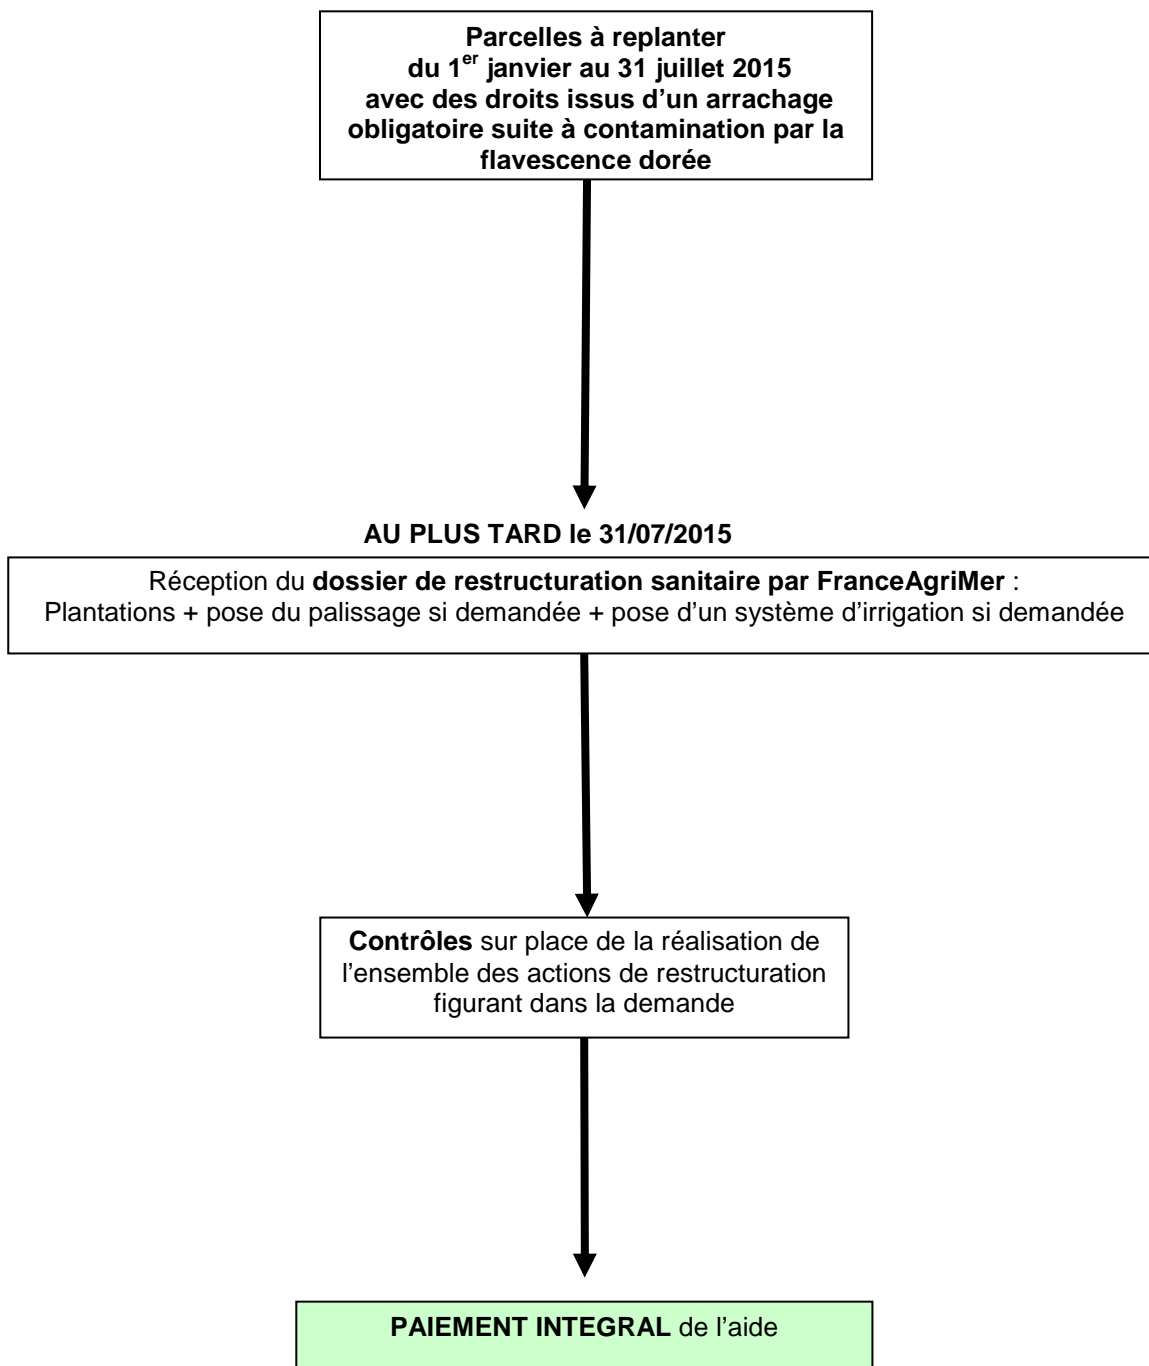 Parcelles à replanter
du 1er janvier au 31 juillet 2015
avec des droits issus d’un arrachage
obligatoire suite à contamination par la
flavescence dorée
AU PLUS TARD le 31/07/2015
Réception du dossier de restructuration sanitaire par FranceAgriMer :
Plantations + pose du palissage si demandée + pose d’un système d’irrigation si demandée
Contrôles sur place de la réalisation de
l’ensemble des actions de restructuration
figurant dans la demande
PAIEMENT INTEGRAL de l’aide